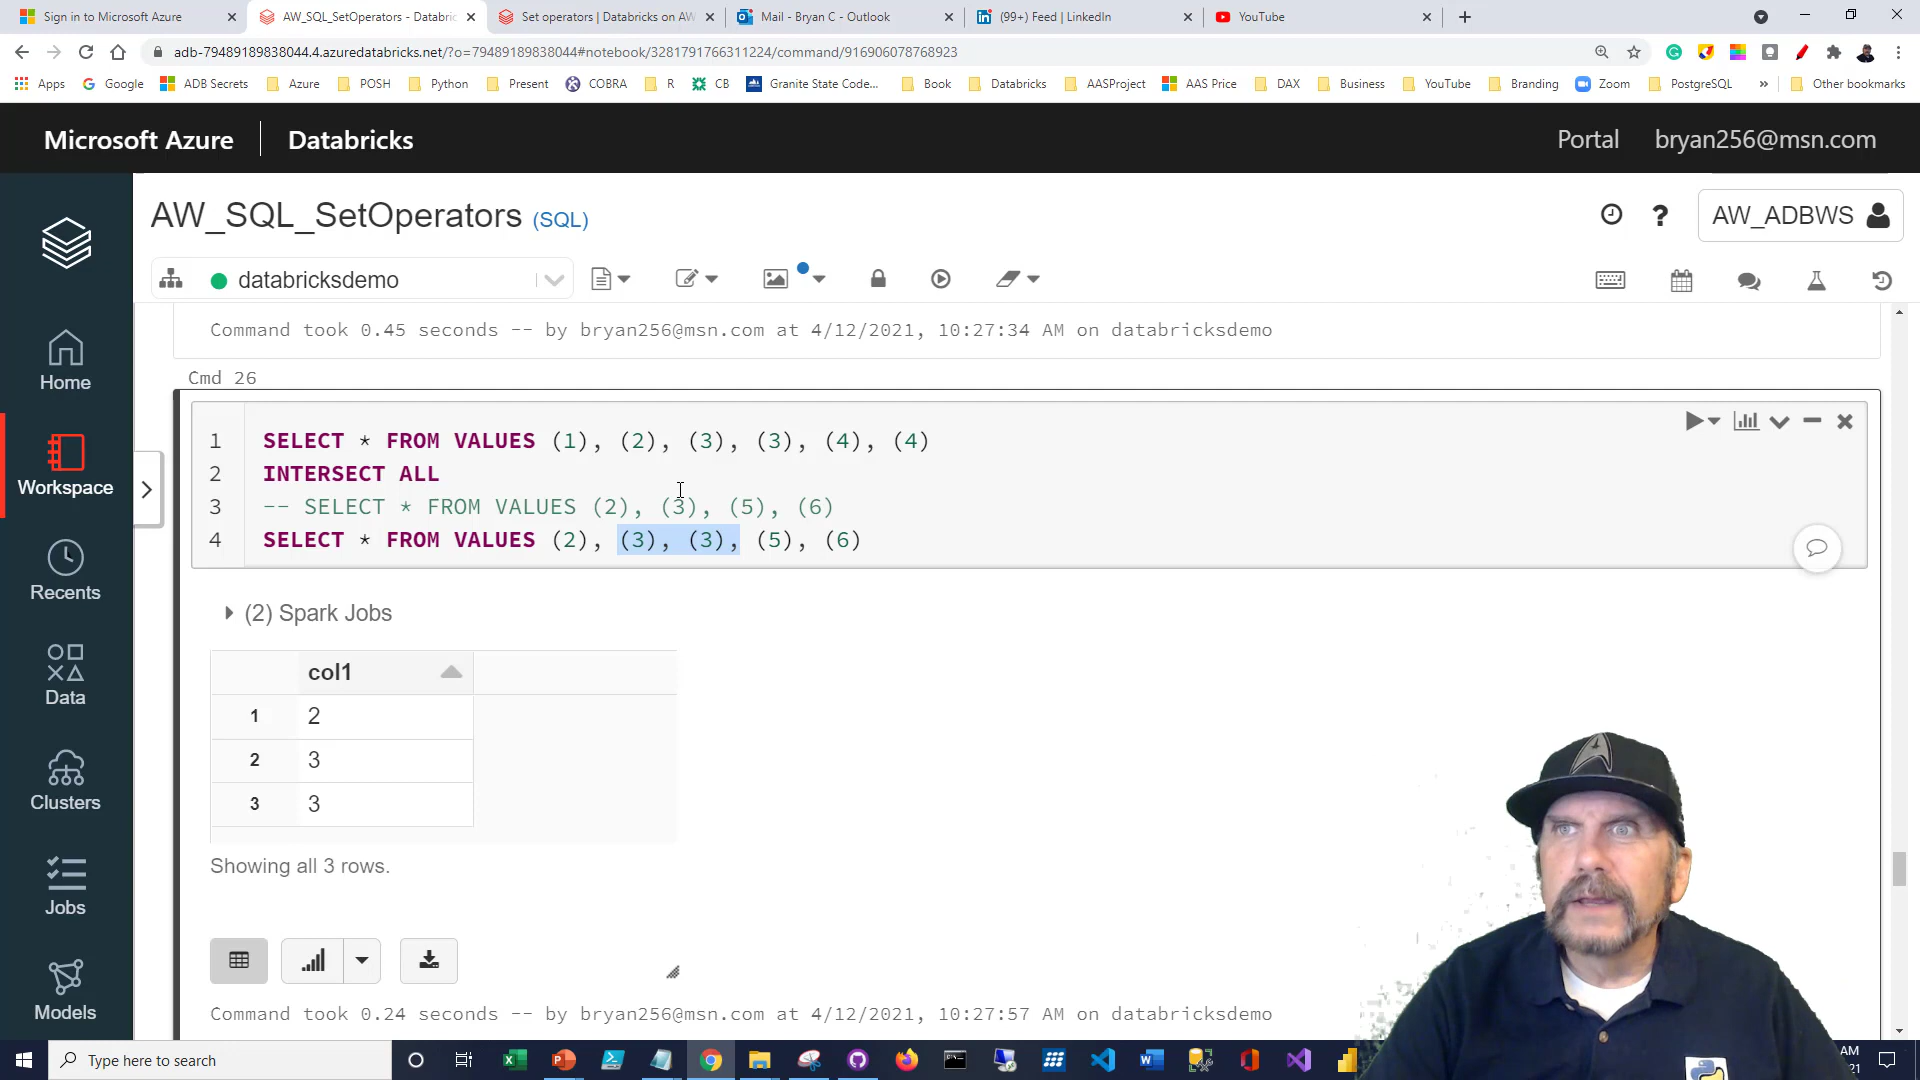 Sign in to Microsoft Azure
AW_SQL_SetOperators - Databric
Set operators | Databricks on AW
Mail - Bryan C - Outlook
(99+) Feed | LinkedIn
YouTube
adb-79489189838044.4.azuredatabricks.net/?o=79489189838044#notebook/3281791766311224/command/916906078768923
Apps
Google
ADB Secrets
Azure
POSH
Python
Present
COBRA
R
CB
Granite State Code...
Book
Databricks
AASProject
AAS Price
DAX
Business
YouTube
Zoom
Branding
PostgreSQL
Other bookmarks
Microsoft Azure
Databricks
Portal
bryan256@msn.com
AW_SQL_SetOperators (SQL)
AW_ADBWS
databricksdemo
Home
Workspace
Recents
Data
Clusters
Jobs
Models
Command took 0.45 seconds -- by bryan256@msn.com at 4/12/2021, 10:27:34 AM on databricksdemo
Cmd 26
1 SELECT * FROM VALUES (1), (2), (3), (3), (4), (4)
2 INTERSECT ALL
3 -- SELECT * FROM VALUES (2), (3), (5), (6)
4 SELECT * FROM VALUES (2), (3), (3), (5), (6)
(2) Spark Jobs
col1
1 2
2 3
3 3
Showing all 3 rows.
Command took 0.24 seconds -- by bryan256@msn.com at 4/12/2021, 10:27:57 AM on databricksdemo
Type here to search
AM
21